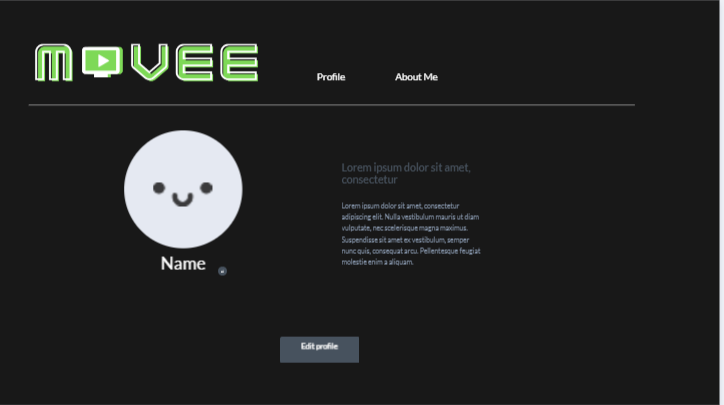 MOVEE
Profile
About Me
Name
Lorem ipsum dolor sit amet,
consectetur
Lorem ipsum dolor sit amet, consectetur
adipiscing elit. Nulla vestibulum mauris ut diam
vulputate, nec scelerisque magna maximus.
Suspendisse sit amet ex vestibulum, semper
nunc quis, consequat arcu. Pellentesque feugiat
molestie enim a aliquam.
Edit profile